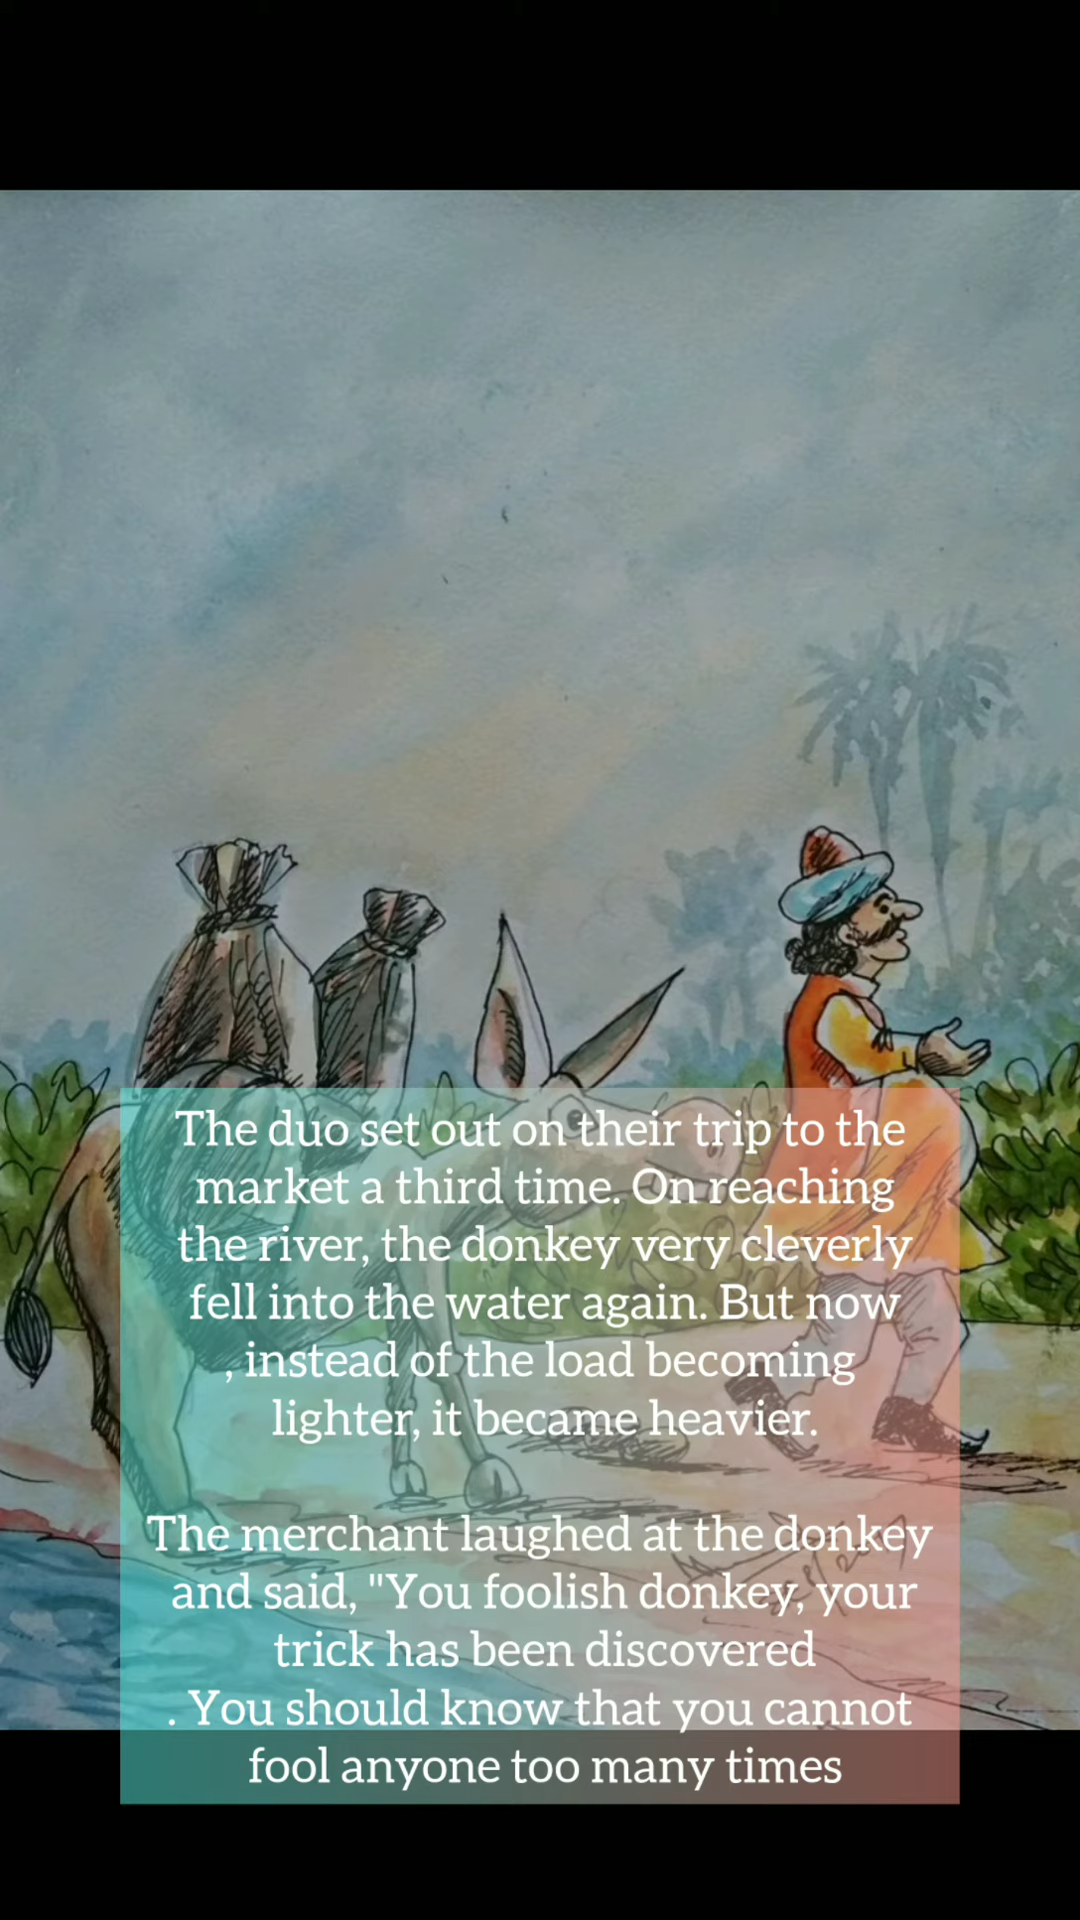 The duo set out on their trip to the
market a third time. On reaching
the river, the donkey very cleverly
fell into the water again. But now
, instead of the load becoming
lighter, it became heavier.
The merchant laughed at the donkey
and said, "You foolish donkey, your
trick has been discovered
. You should know that you cannot
fool anyone too many times